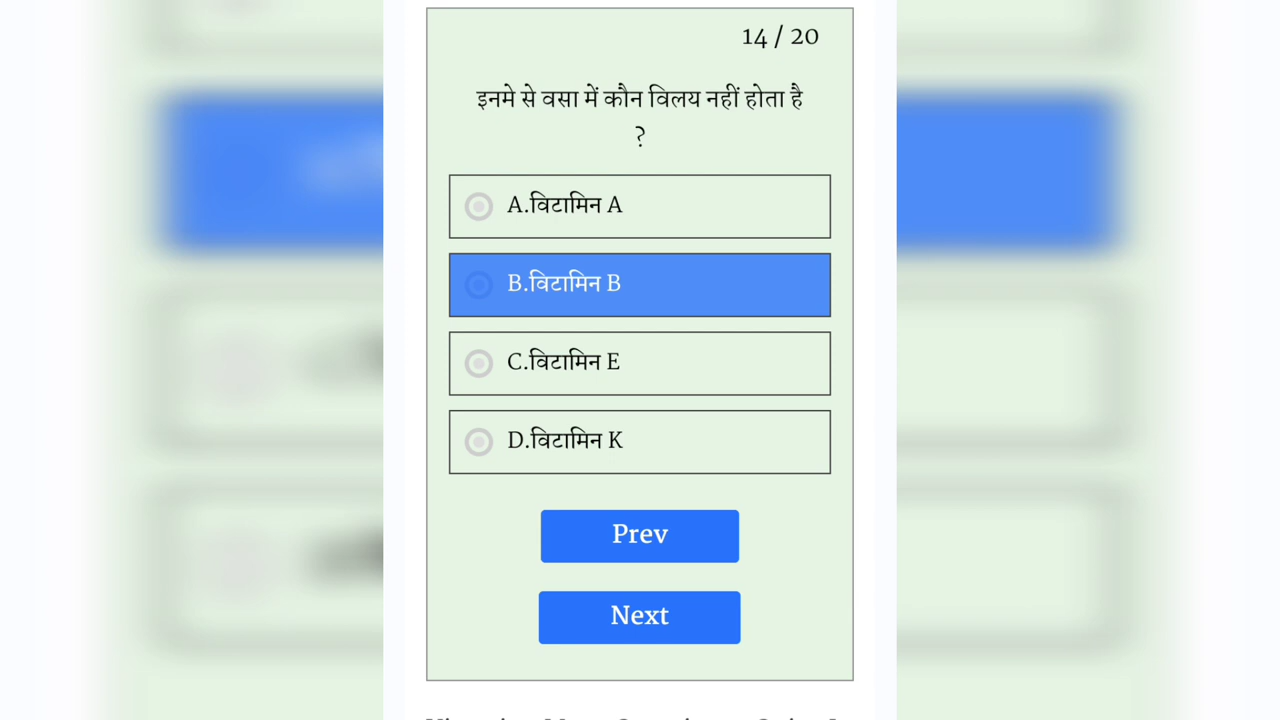 14 / 20
इनमे से वसा में कौन विलय नहीं होता है
?
A.विटामिन A
B.विटामिन B
C.विटामिन E
D.विटामिन K
Prev
Next